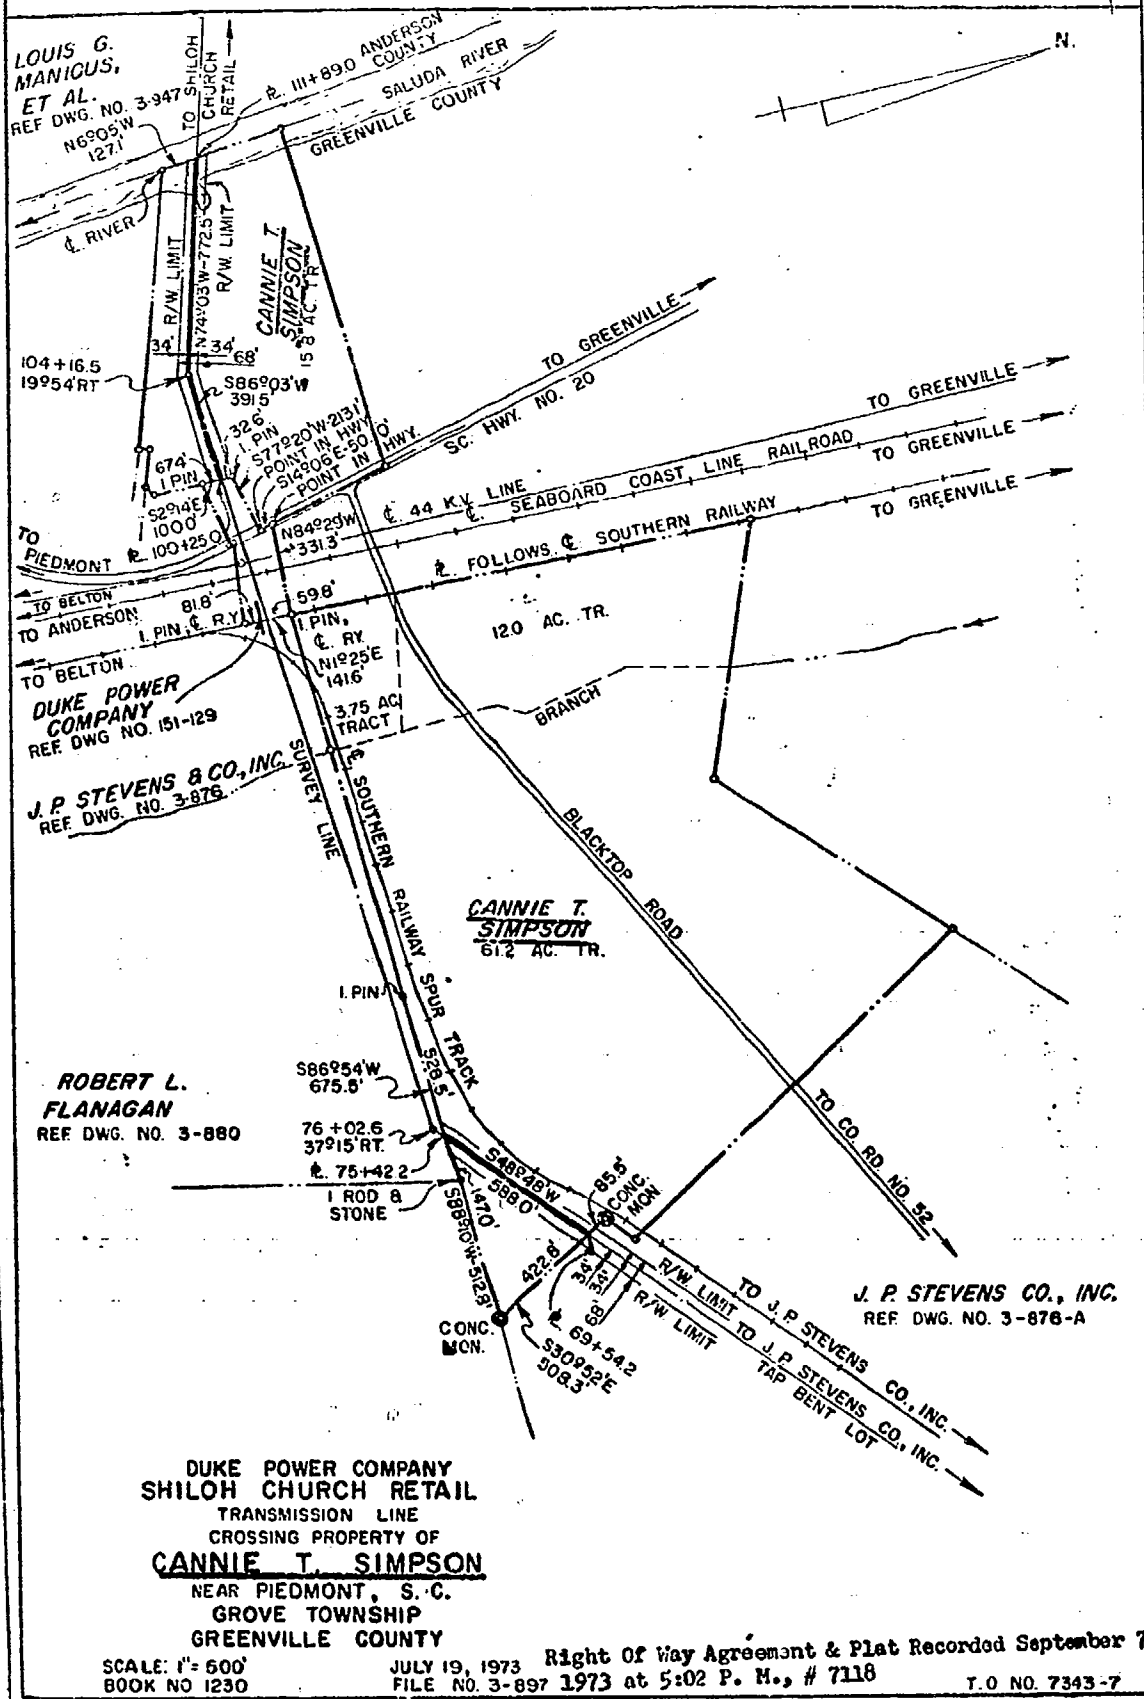 LOUIS G.
MANIGUS,
ET AL.
REF DWG. NO. 3-947
N6°05'W
127.1'
TO SHILOH
CHURCH
RETAIL
PL 111+89.0
ANDERSON
COUNTY
SALUDA RIVER
GREENVILLE COUNTY
N.
℄ RIVER
R/W LIMIT
N74°03'W-772.5'
R/W. LIMIT
CANNIE T.
SIMPSON
15.8 AC. TR.
34' 34'
68'
104+16.5
19°54'RT
S86°03'W
391.5'
32.6'
I. PIN
S77°20'W-213.1'
POINT IN HWY.
S14°06'E-50.0'
POINT IN HWY.
67.4'
I PIN
S2°14'E
100.0'
PL 100+25.0
TO GREENVILLE
SC. HWY. NO. 20
TO GREENVILLE
℄ 44 K.V. LINE
℄ SEABOARD COAST LINE RAILROAD
TO GREENVILLE
PL FOLLOWS ℄ SOUTHERN RAILWAY
TO GREENVILLE
N84°29'W
331.3'
TO
PIEDMONT
TO BELTON
TO ANDERSON
TO BELTON
81.8'
I. PIN, ℄ R.Y.
59.8'
I. PIN,
℄ RY.
N1°25'E
141.6'
12.0 AC. TR.
3.75 AC.
TRACT
BRANCH
DUKE POWER
COMPANY
REF. DWG NO. 151-129
J. P. STEVENS & CO., INC.
REF. DWG. NO. 3-876
SURVEY LINE
℄ SOUTHERN RAILWAY SPUR TRACK
BLACKTOP ROAD
CANNIE T.
SIMPSON
61.2 AC. TR.
I. PIN
528.5'
S86°54'W
675.5'
ROBERT L.
FLANAGAN
REF. DWG. NO. 3-880
76 + 02.6
37°15'RT.
PL 75+42.2
I ROD &
STONE
147.0'
S88°10'W-512.9'
S48°48'W
588.0'
85.5'
CONC.
MON.
422.8'
34'
34'
68'
R/W LIMIT
R/W LIMIT
PL 69+54.2
S30°52'E
508.3'
CONC.
MON.
TO CO. RD. NO. 52
J. P. STEVENS CO., INC.
REF. DWG. NO. 3-876-A
TO J. P. STEVENS CO., INC.
TO J. P. STEVENS CO., INC.
TAP BENT LOT
DUKE POWER COMPANY
SHILOH CHURCH RETAIL
TRANSMISSION LINE
CROSSING PROPERTY OF
CANNIE T. SIMPSON
NEAR PIEDMONT, S. C.
GROVE TOWNSHIP
GREENVILLE COUNTY
SCALE: 1"= 500'
BOOK NO 1230
JULY 19, 1973
FILE NO. 3-897
Right Of Way Agreement & Plat Recorded September 7
1973 at 5:02 P. M., # 7118
T.O NO. 7343-7